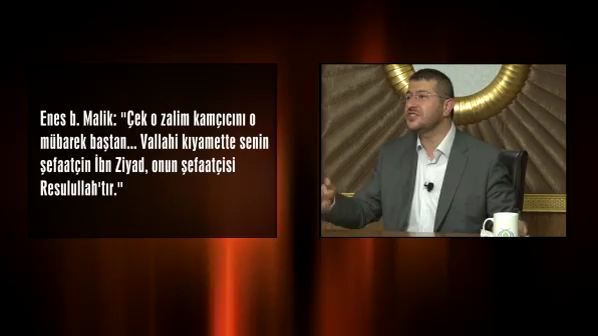 Enes b. Malik: "Çek o zalim kamçıcını o
mübarek baştan... Vallahi kıyamette senin
şefaatçin İbn Ziyad, onun şefaatçisi
Resulullah'tır."